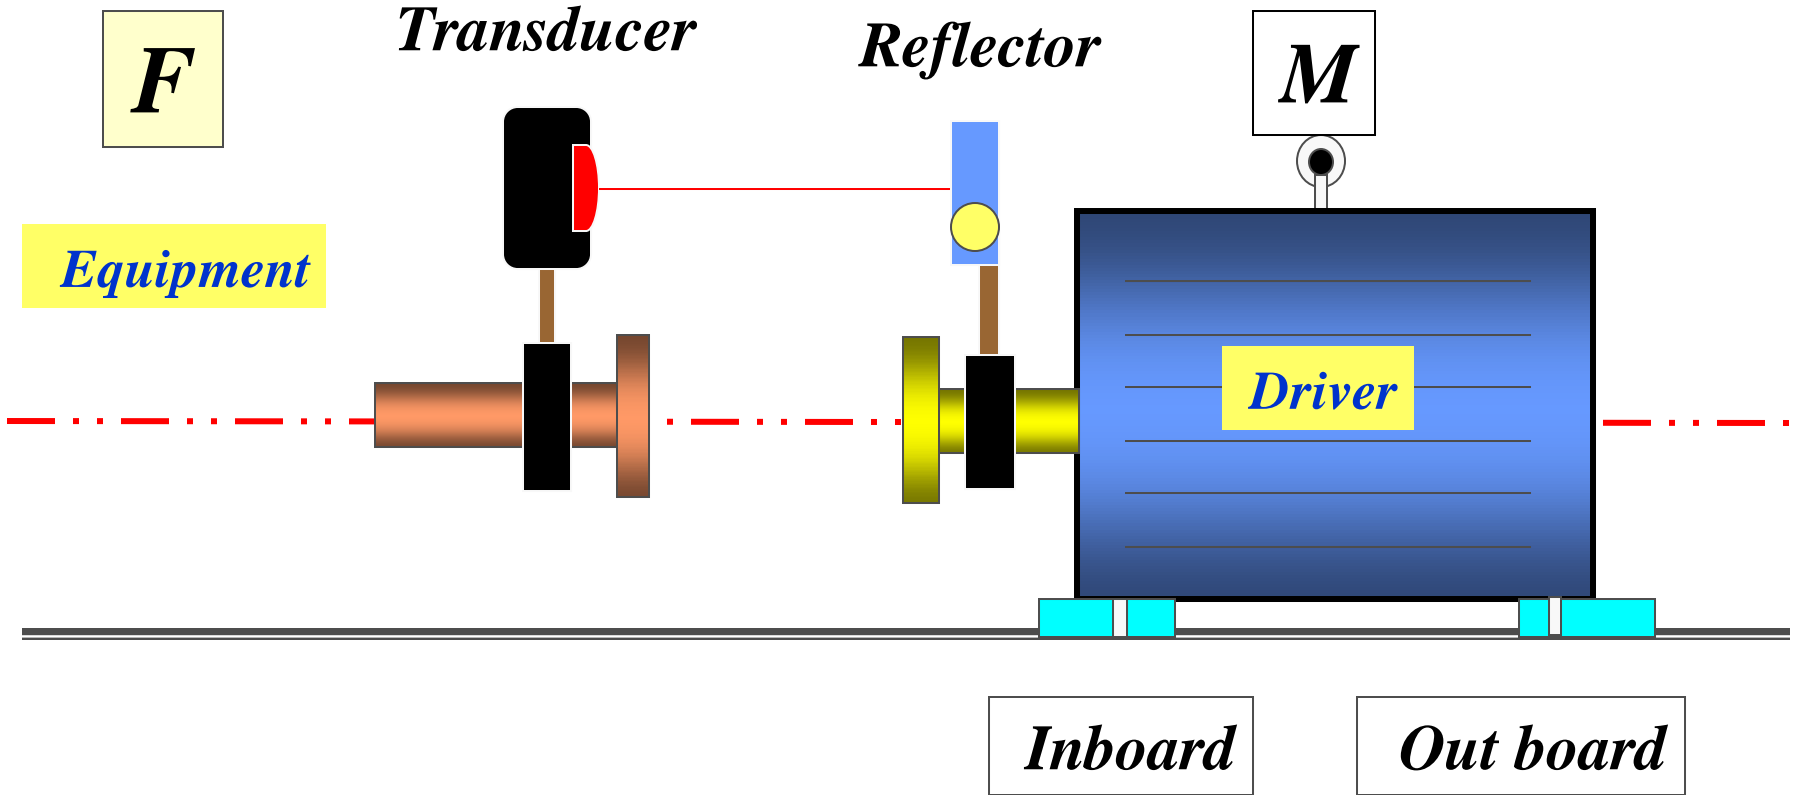 F
Transducer
Reflector
M
Equipment
Driver
Inboard
Out board